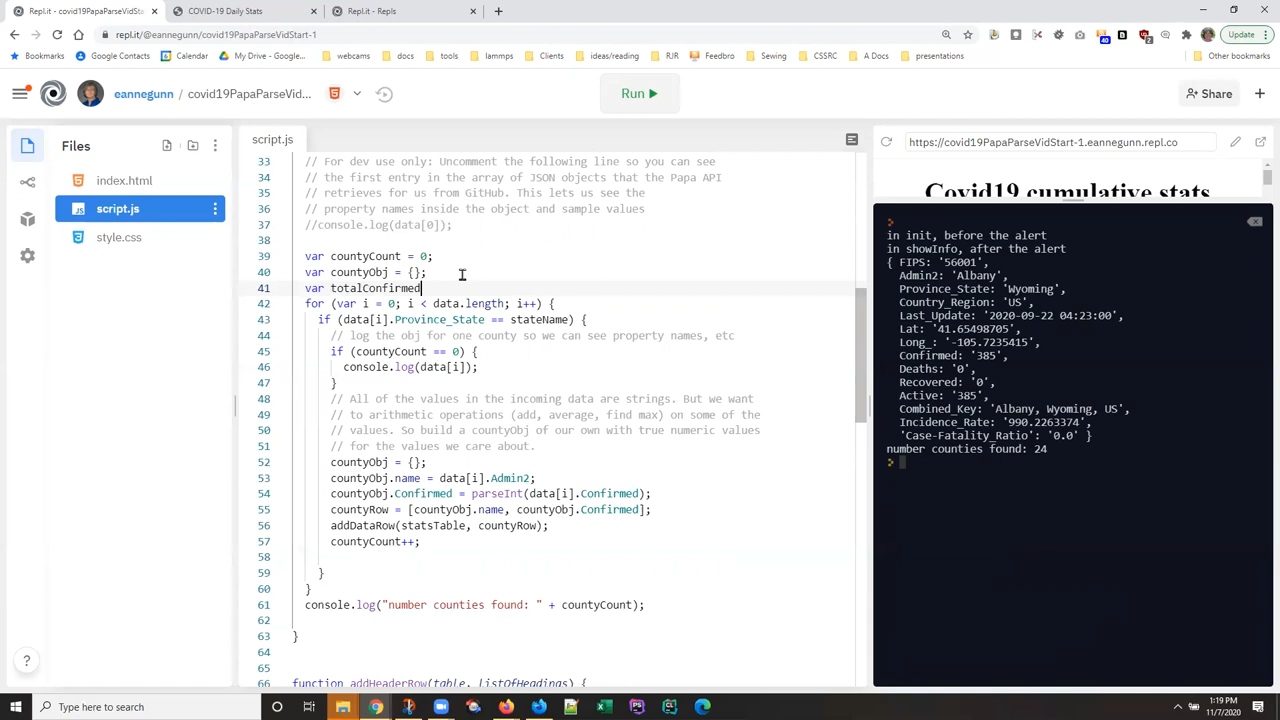 Repl.it - covid19PapaParseVidSta
COVID-19 Daily Stats
Repl.it - Repls
repl.it/@eannegunn/covid19PapaParseVidStart-1
Update
Bookmarks
Google
Calendar
My Drive - Google...
webcams
docs
tools
lammps
Clients
ideas/reading
RJR
Feedbro
Sewing
CSSRC
A Docs
presentations
Other bookmarks
eannegunn / covid19PapaParseVid...
Run
Share
Files
index.html
script.js
style.css
script.js
33 // For dev use only: Uncomment the following line so you can see
34 // the first entry in the array of JSON objects that the Papa API
35 // retrieves for us from GitHub. This lets us see the
36 // property names inside the object and sample values
37 //console.log(data[0]);
38
39 var countyCount = 0;
40 var countyObj = {};
41 var totalConfirmed
42 for (var i = 0; i < data.length; i++) {
43 if (data[i].Province_State == stateName) {
44 // log the obj for one county so we can see property names, etc
45 if (countyCount == 0) {
46 console.log(data[i]);
47 }
48 // All of the values in the incoming data are strings. But we want
49 // to arithmetic operations (add, average, find max) on some of the
50 // values. So build a countyObj of our own with true numeric values
51 // for the values we care about.
52 countyObj = {};
53 countyObj.name = data[i].Admin2;
54 countyObj.Confirmed = parseInt(data[i].Confirmed);
55 countyRow = [countyObj.name, countyObj.Confirmed];
56 addDataRow(statsTable, countyRow);
57 countyCount++;
58
59 }
60 }
61 console.log("number counties found: " + countyCount);
62
63 }
64
65
66 function addHeaderRow(table, listOfHeadings) {
https://covid19PapaParseVidStart-1.eannegunn.repl.co
Covid19 cumulative stats
in init, before the alert
in showInfo, after the alert
{ FIPS: '56001',
Admin2: 'Albany',
Province_State: 'Wyoming',
Country_Region: 'US',
Last_Update: '2020-09-22 04:23:00',
Lat: '41.65498705',
Long_: '-105.7235415',
Confirmed: '385',
Deaths: '0',
Recovered: '0',
Active: '385',
Combined_Key: 'Albany, Wyoming, US',
Incidence_Rate: '990.2263374',
'Case-Fatality_Ratio': '0.0' }
number counties found: 24
Type here to search
1:19 PM
11/7/2020